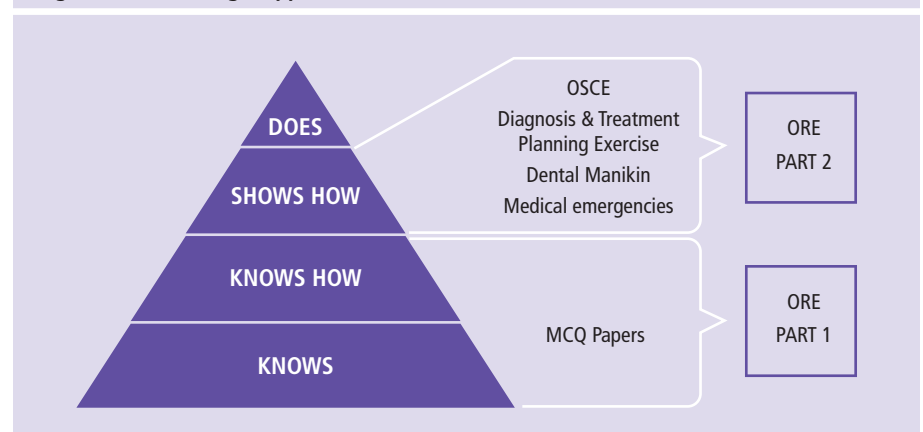 DOES
SHOWS HOW
KNOWS HOW
KNOWS
OSCE
Diagnosis & Treatment
Planning Exercise
Dental Manikin
Medical emergencies
MCQ Papers
ORE
PART 2
ORE
PART 1